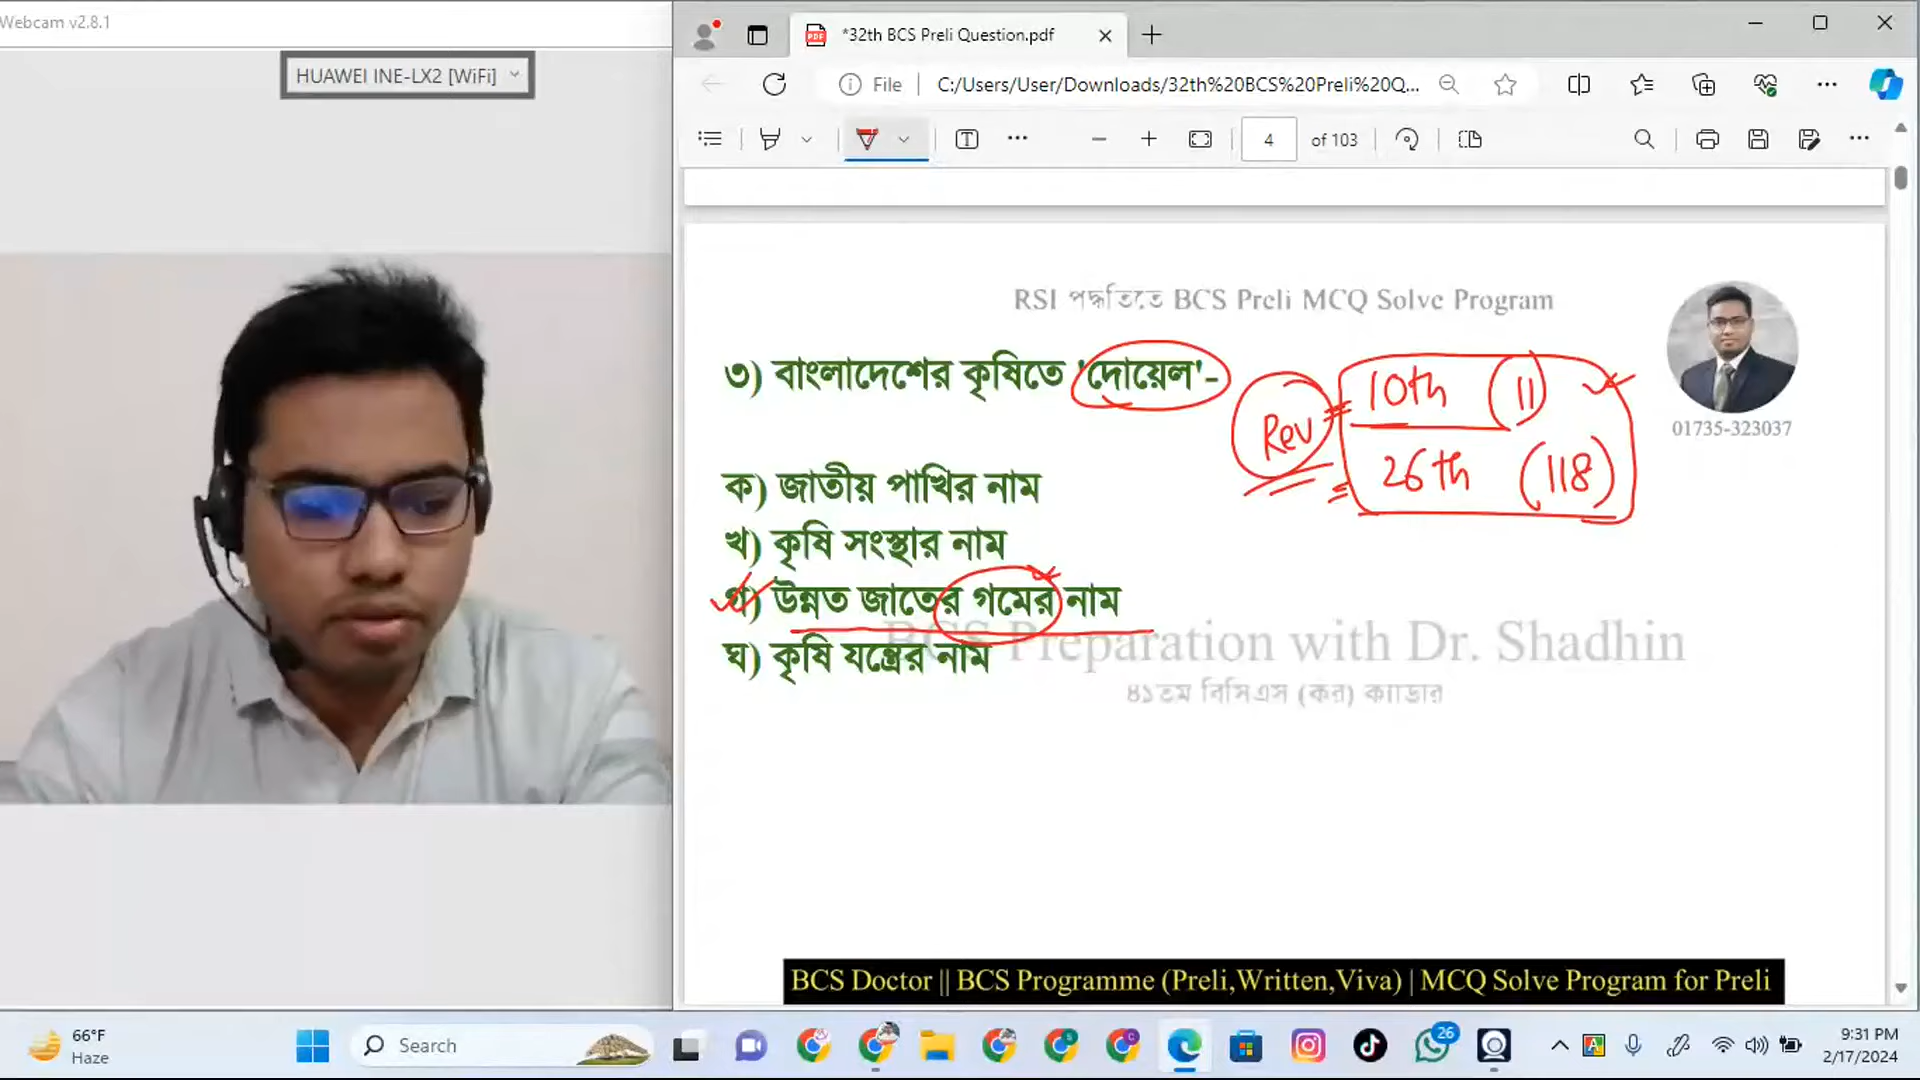 Webcam v2.8.1
HUAWEI INE-LX2 [WiFi]
*32th BCS Preli Question.pdf
File
C:/Users/User/Downloads/32th%20BCS%20Preli%20Q...
4 of 103
RSI পদ্ধতিতে BCS Preli MCQ Solve Program
৩) বাংলাদেশের কৃষিতে 'দোয়েল'-
Rev
10th (11)
26th (118)
01735-323037
ক) জাতীয় পাখির নাম
খ) কৃষি সংস্থার নাম
গ) উন্নত জাতের গমের নাম
ঘ) কৃষি যন্ত্রের নাম
BCS Preparation with Dr. Shadhin
৪১তম বিসিএস (কর) ক্যাডার
BCS Doctor || BCS Programme (Preli,Written,Viva) | MCQ Solve Program for Preli
66°F
Haze
Search
26
9:31 PM
2/17/2024